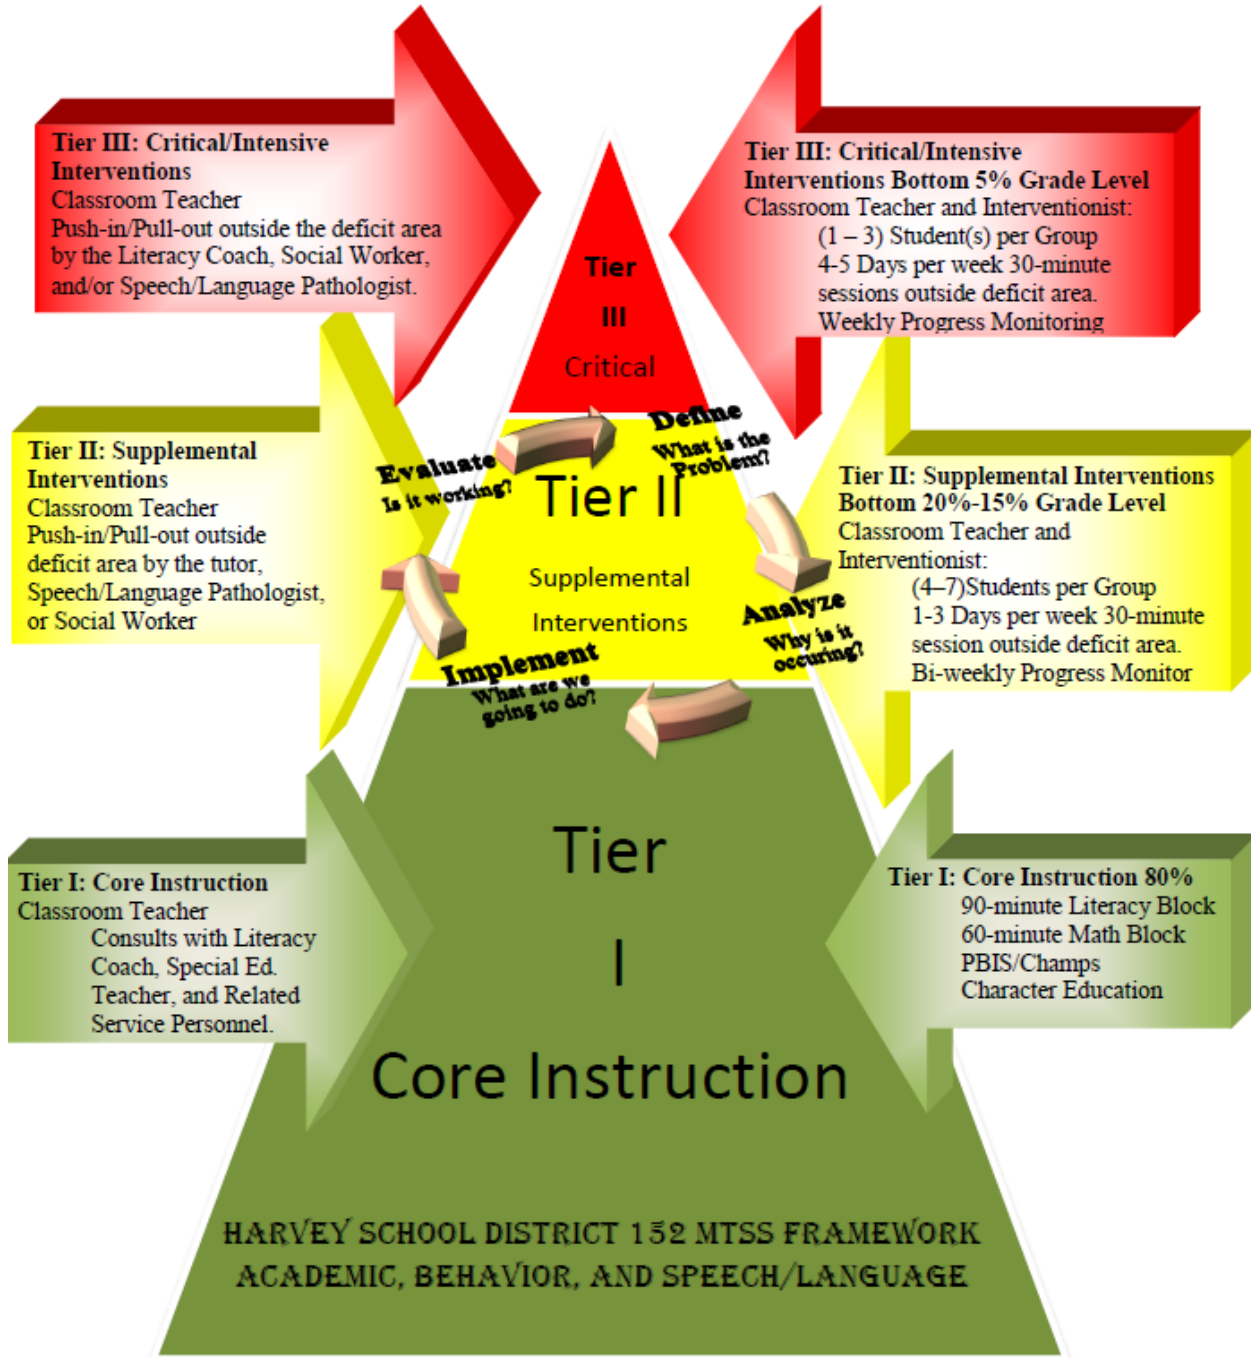 Tier III: Critical/Intensive
Interventions
Classroom Teacher
Push-in/Pull-out outside the deficit area
by the Literacy Coach, Social Worker,
and/or Speech/Language Pathologist.
Tier III: Critical/Intensive
Interventions Bottom 5% Grade Level
Classroom Teacher and Interventionist:
(1 – 3) Student(s) per Group
4-5 Days per week 30-minute
sessions outside deficit area.
Weekly Progress Monitoring
Tier
III
Critical
Tier II: Supplemental
Interventions
Classroom Teacher
Push-in/Pull-out outside
deficit area by the tutor,
Speech/Language Pathologist,
or Social Worker
Evaluate
Is it working?
Define
What is the
Problem?
Tier II
Supplemental
Interventions
Analyze
Why is it
occuring?
Implement
What are we
going to do?
Tier II: Supplemental Interventions
Bottom 20%-15% Grade Level
Classroom Teacher and
Interventionist:
(4–7)Students per Group
1-3 Days per week 30-minute
session outside deficit area.
Bi-weekly Progress Monitor
Tier I: Core Instruction
Classroom Teacher
Consults with Literacy
Coach, Special Ed.
Teacher, and Related
Service Personnel.
Tier
I
Core Instruction
Tier I: Core Instruction 80%
90-minute Literacy Block
60-minute Math Block
PBIS/Champs
Character Education
HARVEY SCHOOL DISTRICT 152 MTSS FRAMEWORK
ACADEMIC, BEHAVIOR, AND SPEECH/LANGUAGE